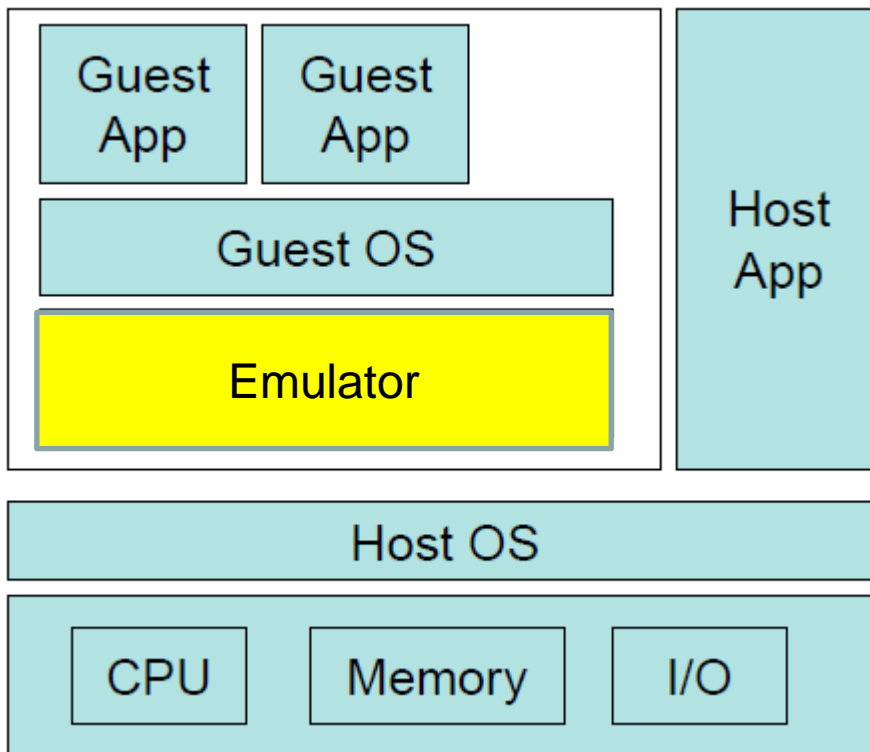 Guest
App
Guest
App
Host
App
Guest OS
Emulator
Host OS
CPU
Memory
I/O